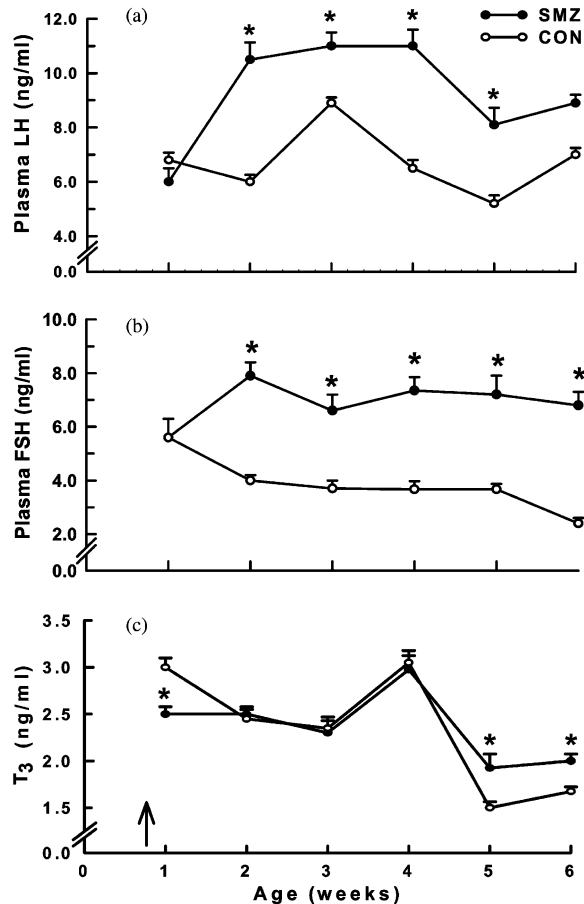 (a)
SMZ
CON
Plasma LH (ng/ml)
12.0
10.0
8.0
6.0
4.0
0.0
* * * *
(b)
Plasma FSH (ng/ml)
10.0
8.0
6.0
4.0
2.0
0.0
* * * * *
(c)
T3 (ng/ml)
3.5
3.0
2.5
2.0
1.5
0.0
* * *
0 1 2 3 4 5 6
Age (weeks)